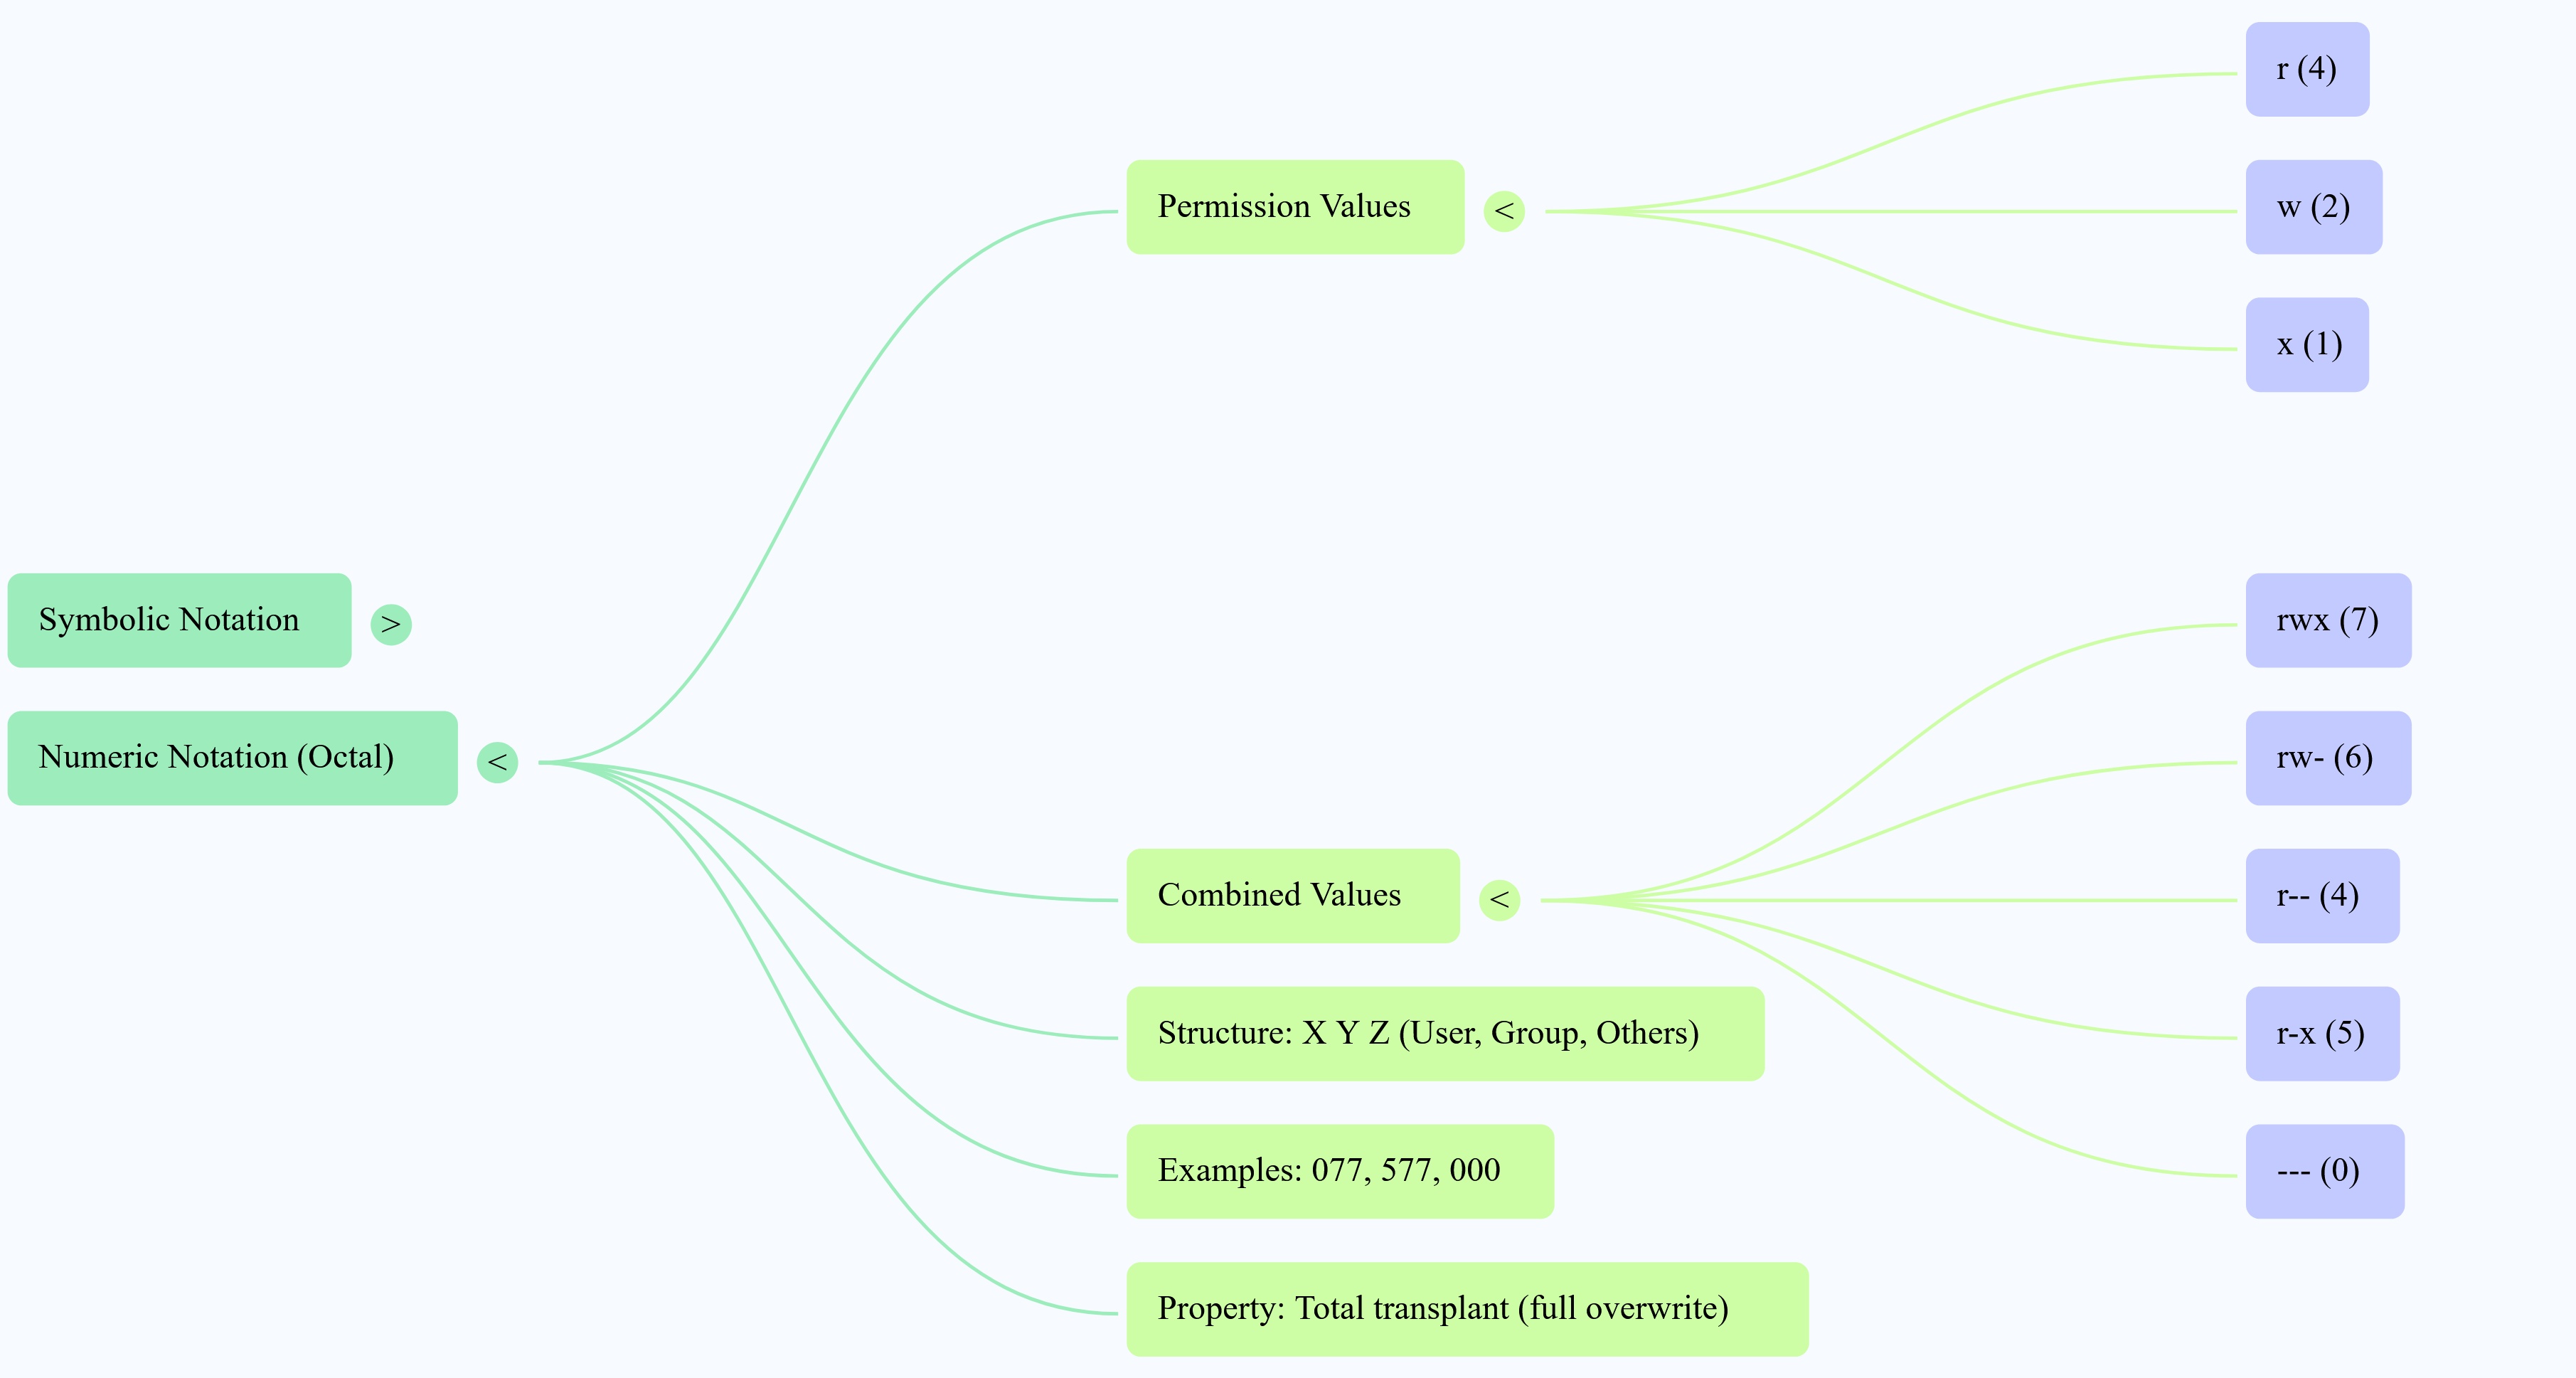 Symbolic Notation
>
Numeric Notation (Octal)
<
Permission Values
<
r (4)
w (2)
x (1)
Combined Values
<
rwx (7)
rw- (6)
r-- (4)
r-x (5)
--- (0)
Structure: X Y Z (User, Group, Others)
Examples: 077, 577, 000
Property: Total transplant (full overwrite)